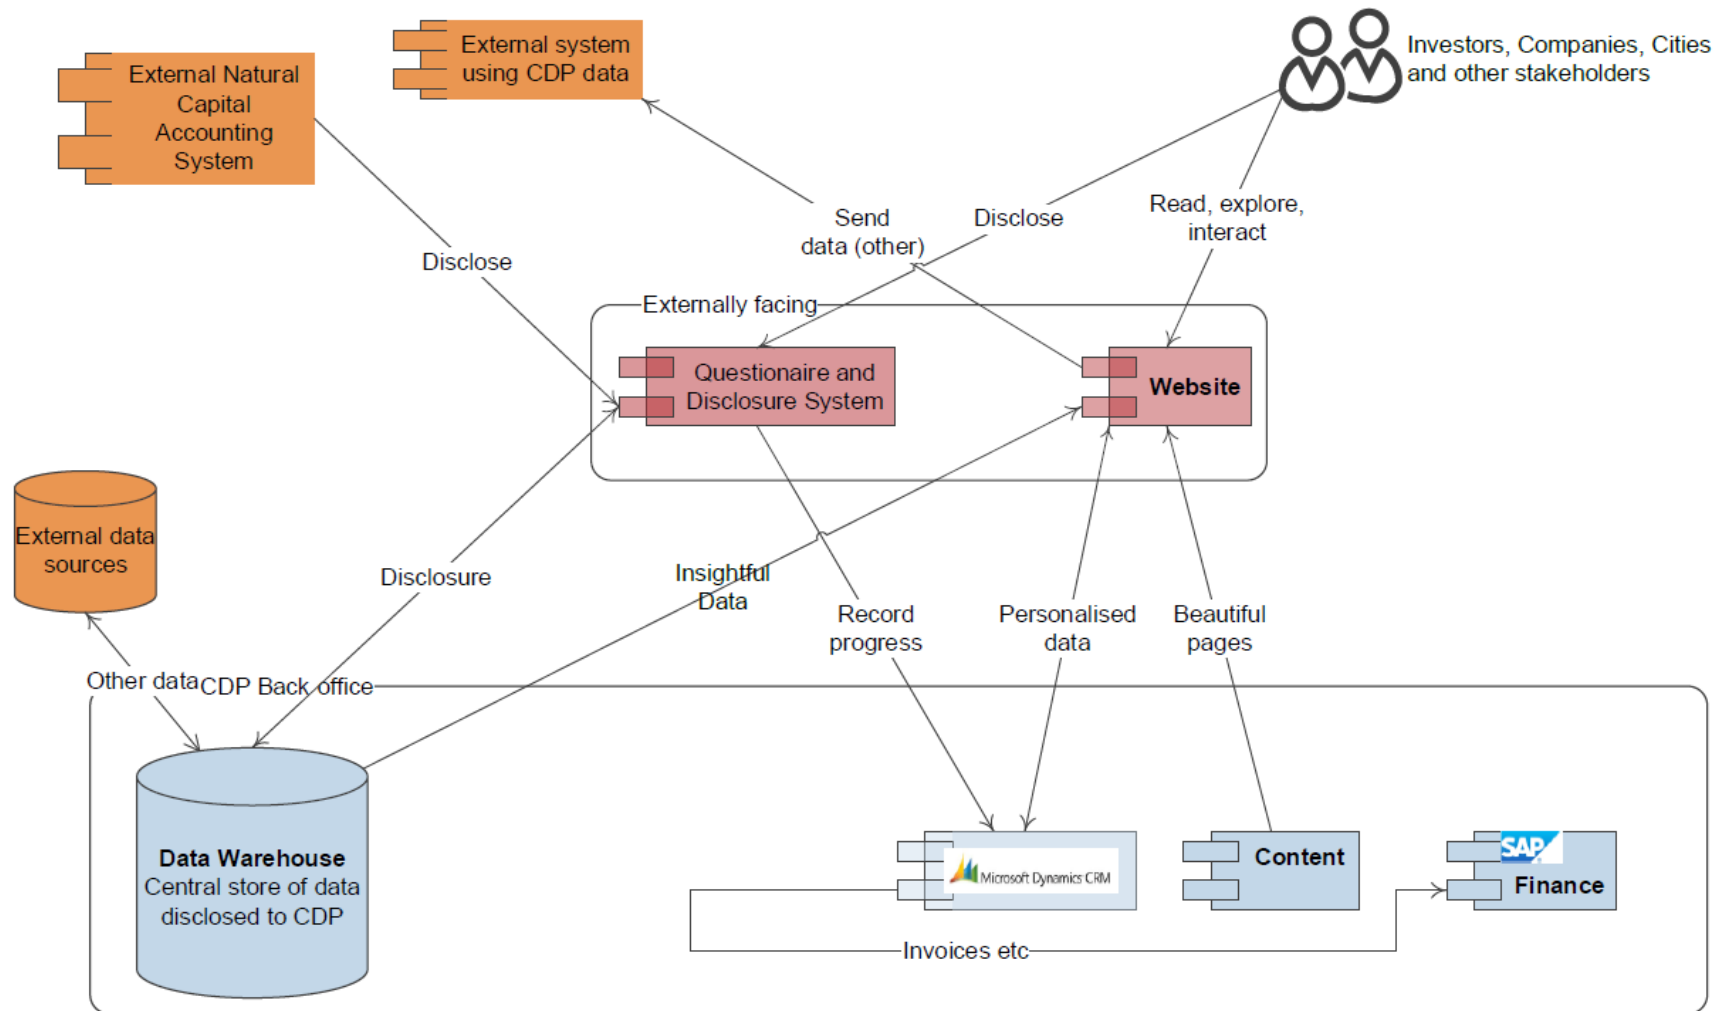 External system
using CDP data
Investors, Companies, Cities
and other stakeholders
External Natural
Capital
Accounting
System
Send
data (other)
Disclose
Read, explore,
interact
Disclose
Externally facing
Questionaire and
Disclosure System
Website
External data
sources
Disclosure
Insightful
Data
Record
progress
Personalised
data
Beautiful
pages
Other data
CDP Back office
Data Warehouse
Central store of data
disclosed to CDP
Microsoft Dynamics CRM
Content
SAP
Finance
Invoices etc